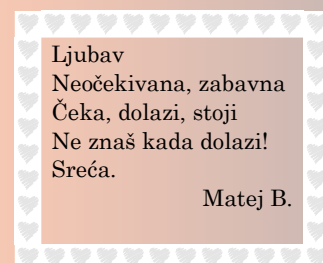 Ljubav
Neočekivana, zabavna
Čeka, dolazi, stoji
Ne znaš kada dolazi!
Sreća.
Matej B.